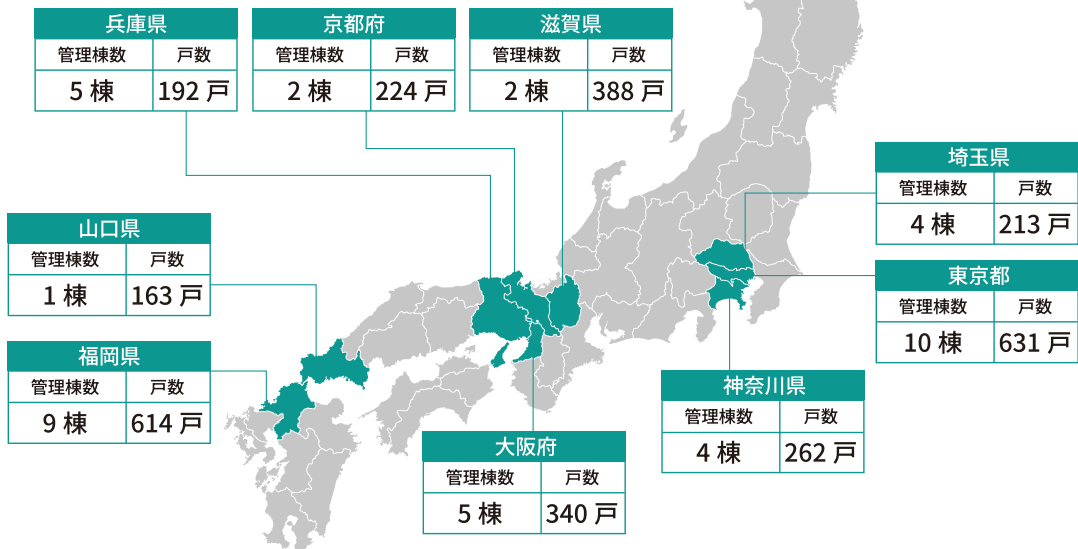 兵庫県
管理棟数 戸数
5 棟 192 戸
京都府
管理棟数 戸数
2 棟 224 戸
滋賀県
管理棟数 戸数
2 棟 388 戸
埼玉県
管理棟数 戸数
4 棟 213 戸
山口県
管理棟数 戸数
1 棟 163 戸
東京都
管理棟数 戸数
10 棟 631 戸
福岡県
管理棟数 戸数
9 棟 614 戸
神奈川県
管理棟数 戸数
4 棟 262 戸
大阪府
管理棟数 戸数
5 棟 340 戸